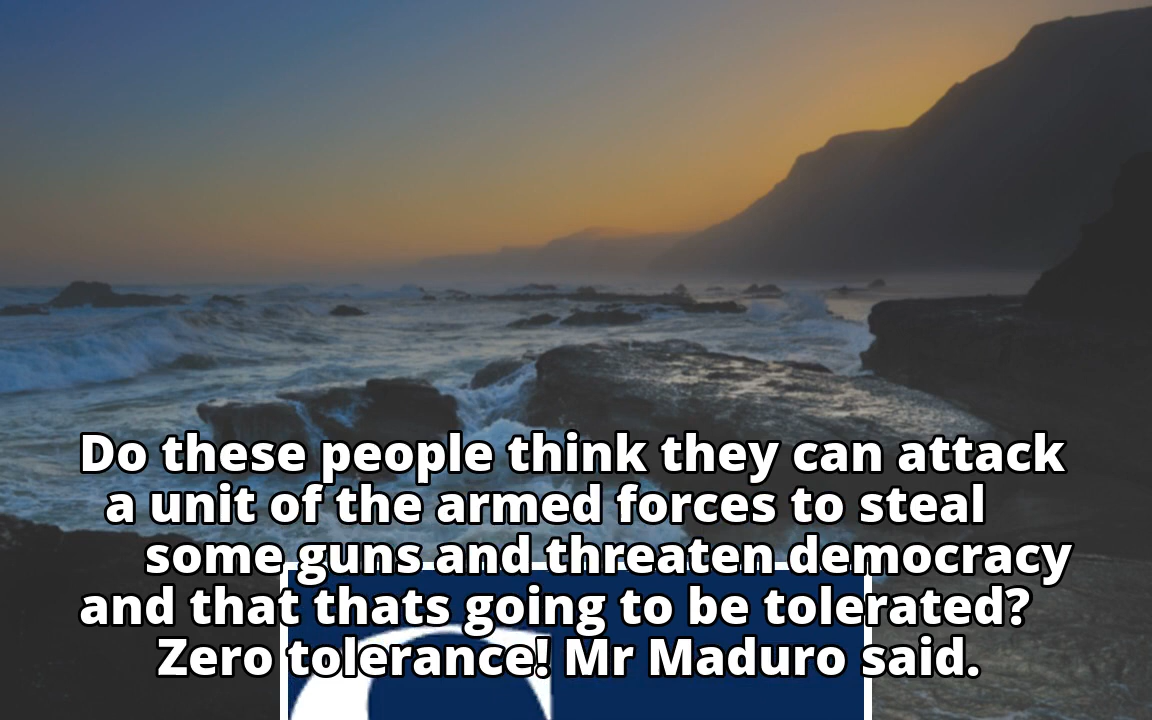 Do these people think they can attack
a unit of the armed forces to steal
some guns and threaten democracy
and that thats going to be tolerated?
Zero tolerance! Mr Maduro said.